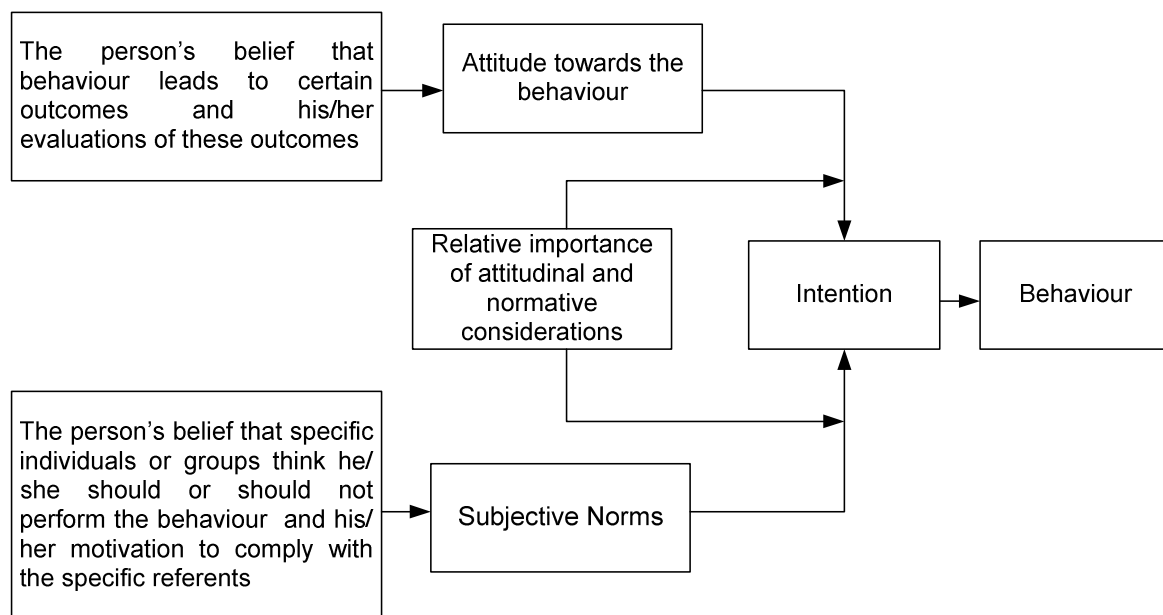 The person's belief that
behaviour leads to certain
outcomes and his/her
evaluations of these outcomes
Attitude towards the
behaviour
Relative importance
of attitudinal and
normative
considerations
Intention
Behaviour
The person's belief that specific
individuals or groups think he/
she should or should not
perform the behaviour and his/
her motivation to comply with
the specific referents
Subjective Norms